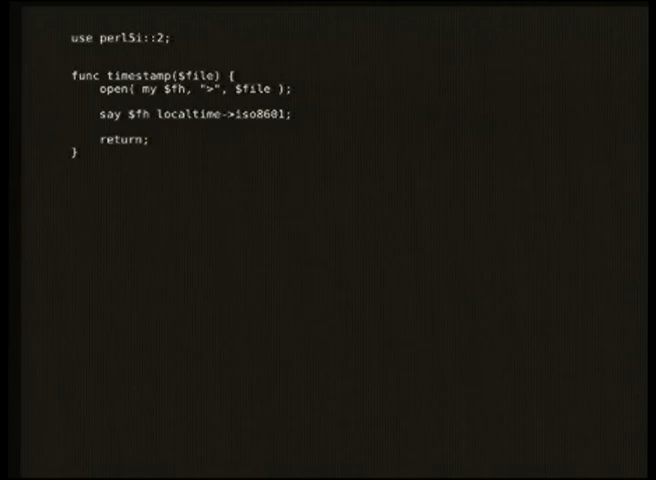 use perl5i::2;
func timestamp($file) {
open( my $fh, ">", $file );
say $fh localtime->iso8601;
return;
}